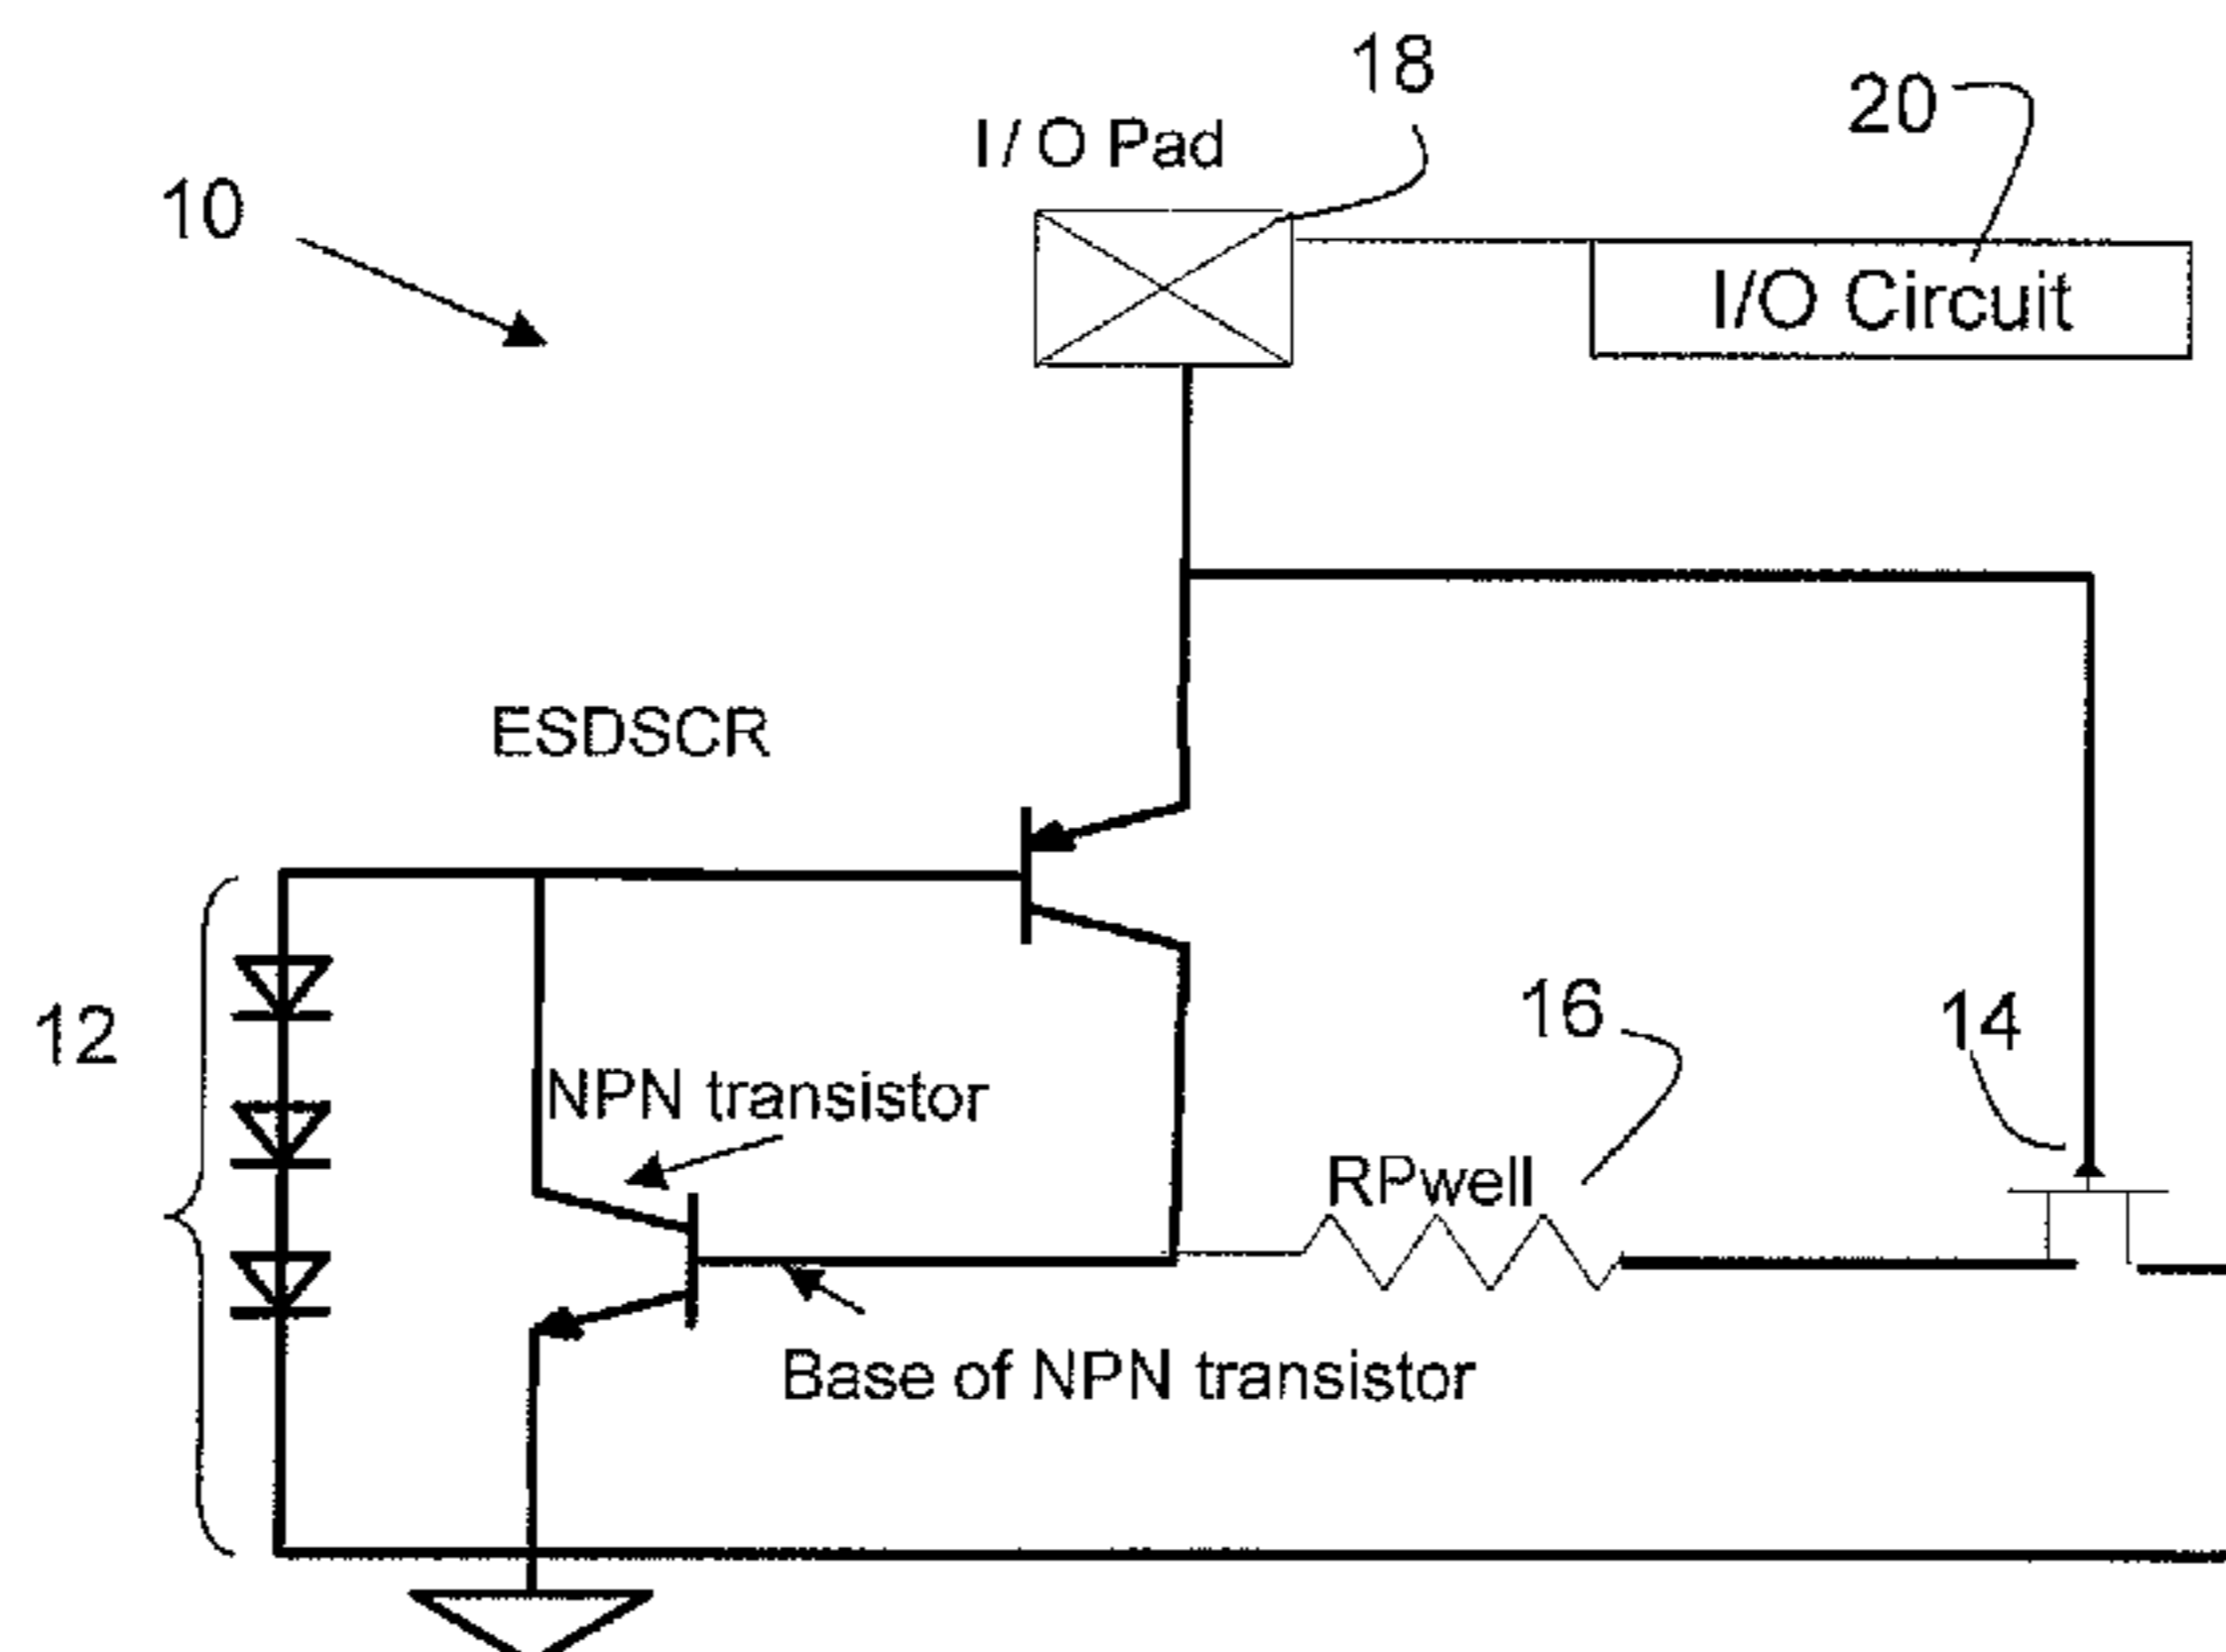 18
20
I/O Pad
10
I/O Circuit
ESDSCR
12
16
14
NPN transistor
RPwell
Base of NPN transistor